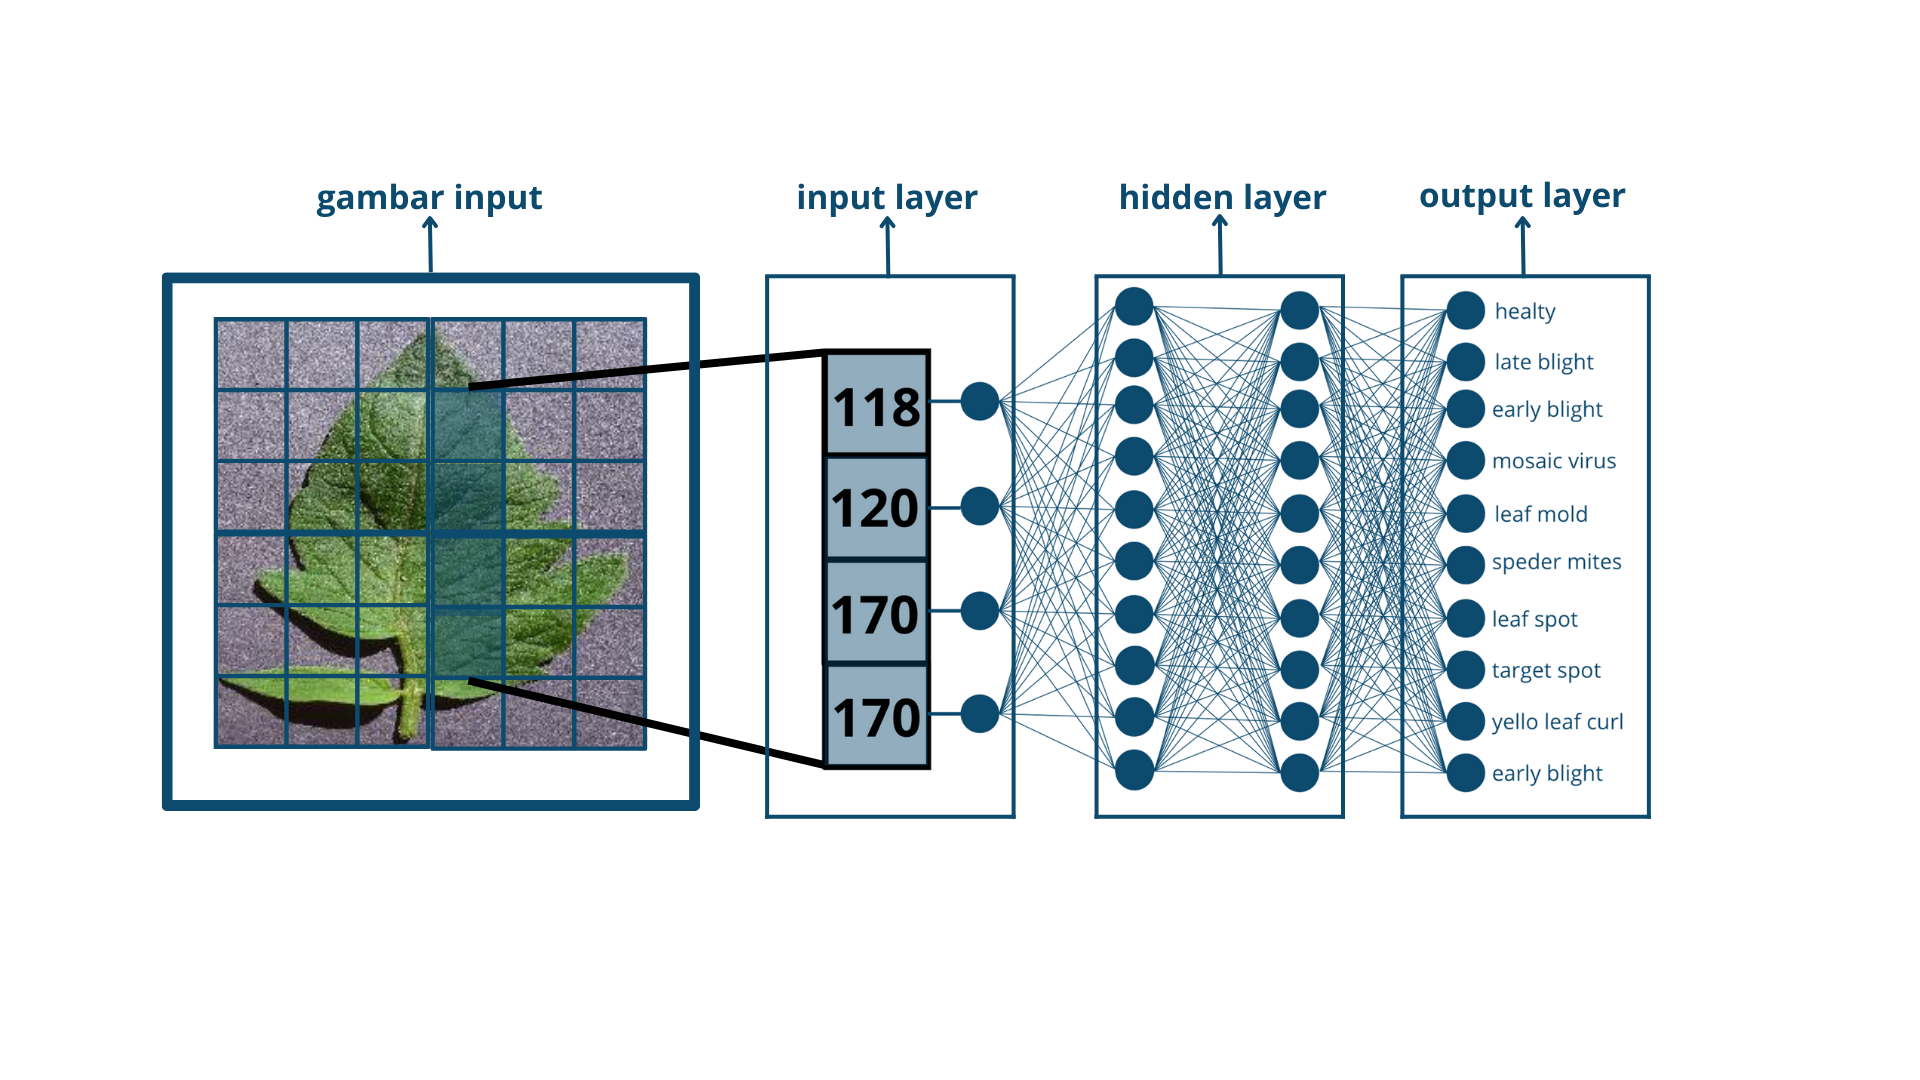 gambar input
input layer
hidden layer
output layer
118
120
170
170
healty
late blight
early blight
mosaic virus
leaf mold
speder mites
leaf spot
target spot
yello leaf curl
early blight